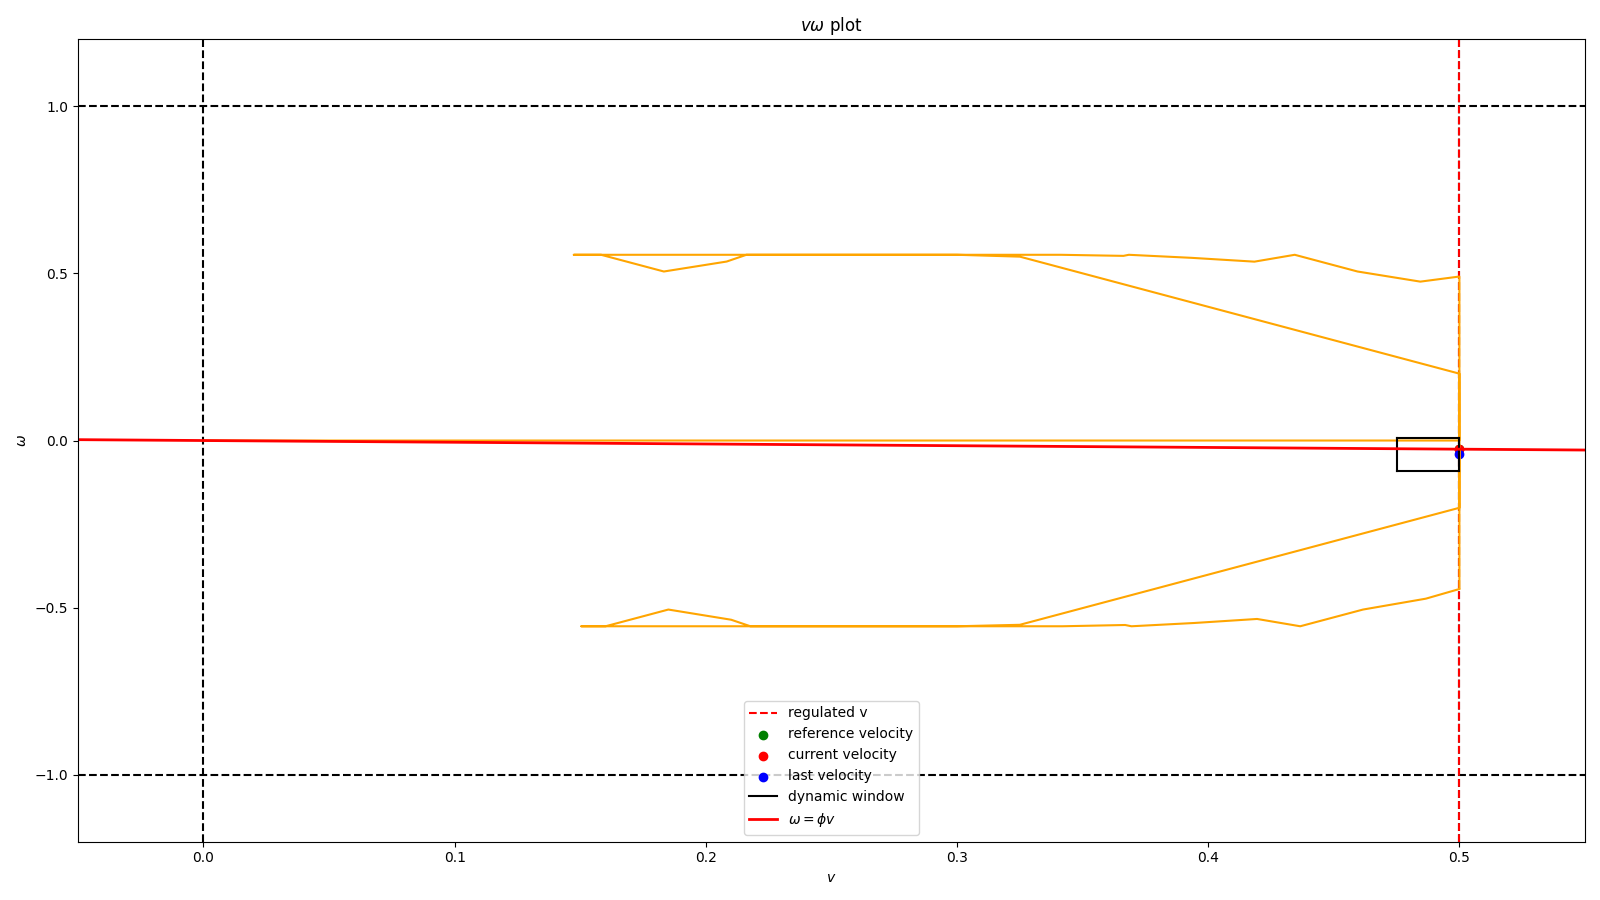 vω plot
1.0
0.5
0.0
−0.5
−1.0
ω
regulated v
reference velocity
current velocity
last velocity
dynamic window
ω = ϕv
0.0 0.1 0.2 0.3 0.4 0.5
v